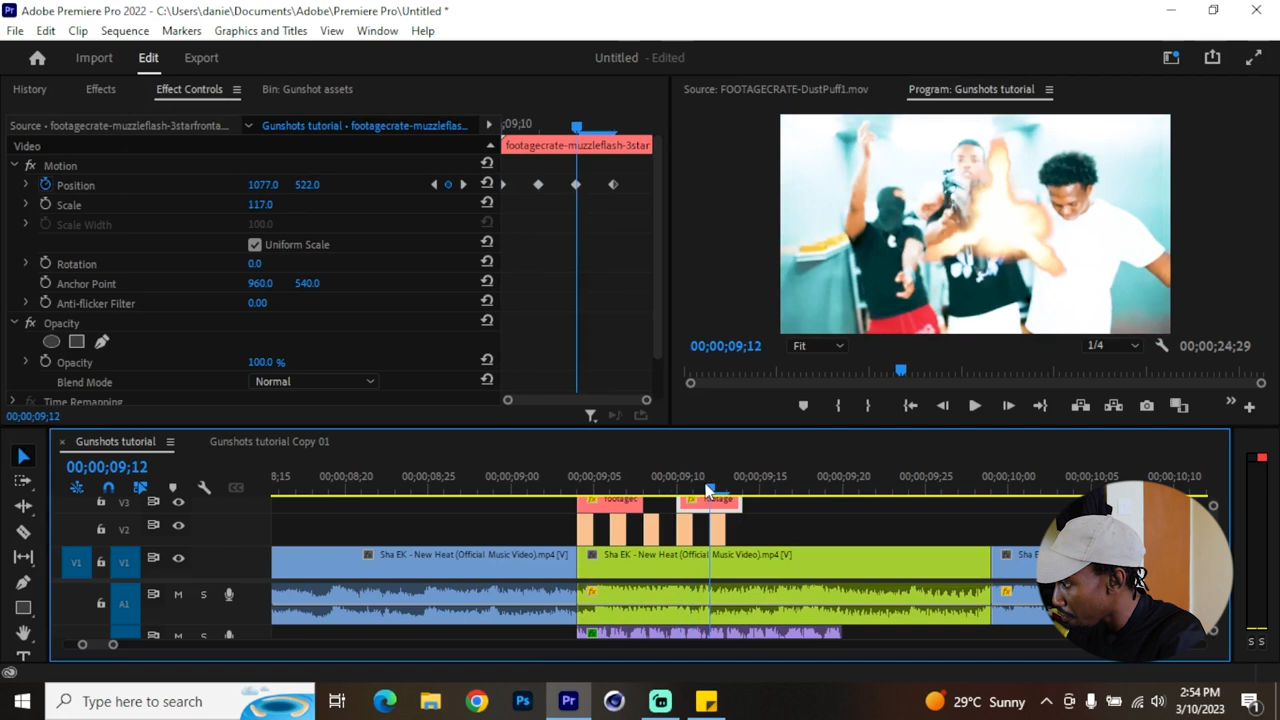 Pr Adobe Premiere Pro 2022 - C:\Users\danie\Documents\Adobe\Premiere Pro\Untitled *
File Edit Clip Sequence Markers Graphics and Titles View Window Help
Import Edit Export Untitled - Edited
History Effects Effect Controls Bin: Gunshot assets
Source: FOOTAGECRATE-DustPuff1.mov Program: Gunshots tutorial
Source • footagecrate-muzzleflash-3starfronta... Gunshots tutorial • footagecrate-muzzleflas... ;09;10
Video footagecrate-muzzleflash-3star
fx Motion
Position 1077.0 522.0
Scale 117.0
Scale Width 100.0
Uniform Scale
Rotation 0.0
Anchor Point 960.0 540.0
Anti-flicker Filter 0.00
fx Opacity
Opacity 100.0 %
Blend Mode Normal
Time Remapping
00;00;09;12
00;00;09;12 Fit 1/4 00;00;24;29
Gunshots tutorial Gunshots tutorial Copy 01
00;00;09;12
8;15 00;00;08;20 00;00;08;25 00;00;09;00 00;00;09;05 00;00;09;10 00;00;09;15 00;00;09;20 00;00;09;25 00;00;10;00 00;00;10;05 00;00;10;10
V3 fx footagec fx footage
V2
V1 V1 Sha EK - New Heat (Official Music Video).mp4 [V] Sha EK - New Heat (Official Music Video).mp4 [V] Sha E
A1 M S fx fx
M S fx
S S
Type here to search
Ps Pr
29°C Sunny
2:54 PM
3/10/2023
1